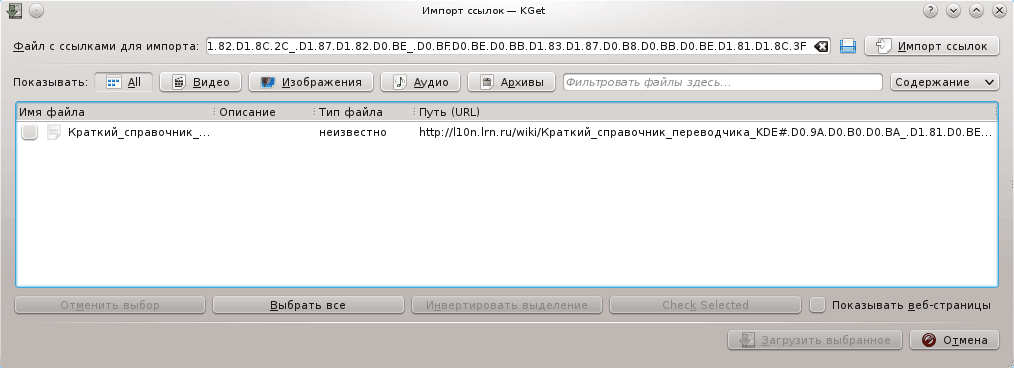 Импорт ссылок — KGet
Файл с ссылками для импорта: 1.82.D1.8C.2C_.D1.87.D1.82.D0.BE_.D0.BFD0.BE.D0.BB.D1.83.D1.87.D0.B8.D0.BB.D0.BE.D1.81.D1.8C.3F Импорт ссылок
Показывать: All Видео Изображения Аудио Архивы Фильтровать файлы здесь... Содержание
Имя файла Описание Тип файла Путь (URL)
Краткий_справочник_... неизвестно http://l10n.lrn.ru/wiki/Краткий_справочник_переводчика_KDE#.D0.9A.D0.B0.D0.BA_.D1.81.D0.BE...
Отменить выбор Выбрать все Инвертировать выделение Check Selected Показывать веб-страницы
Загрузить выбранное Отмена